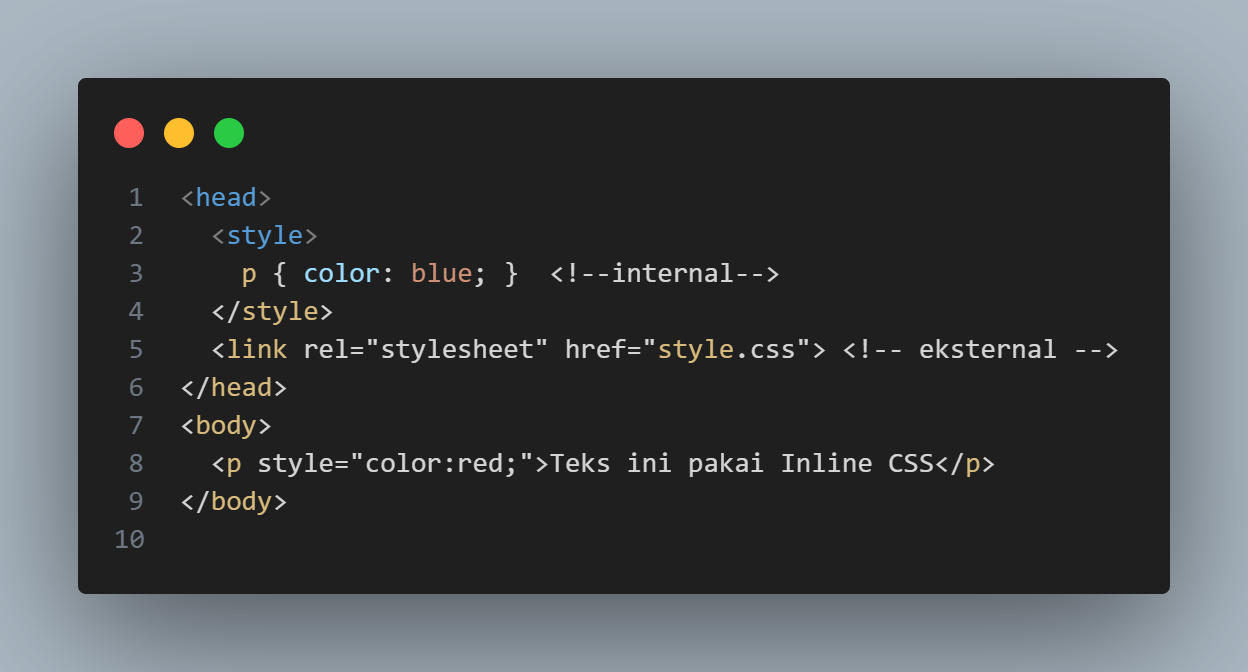 1 <head>
2   <style>
3     p { color: blue; }  <!--internal-->
4   </style>
5   <link rel="stylesheet" href="style.css"> <!-- eksternal -->
6 </head>
7 <body>
8   <p style="color:red;">Teks ini pakai Inline CSS</p>
9 </body>
10